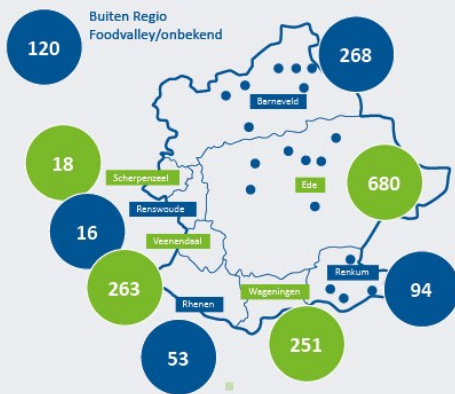 120
Buiten Regio
Foodvalley/onbekend
268
Barneveld
18
Scherpenzeel
Ede
680
Renswoude
16
Veenendaal
263
Renkum
94
Rhenen
Wageningen
53
251